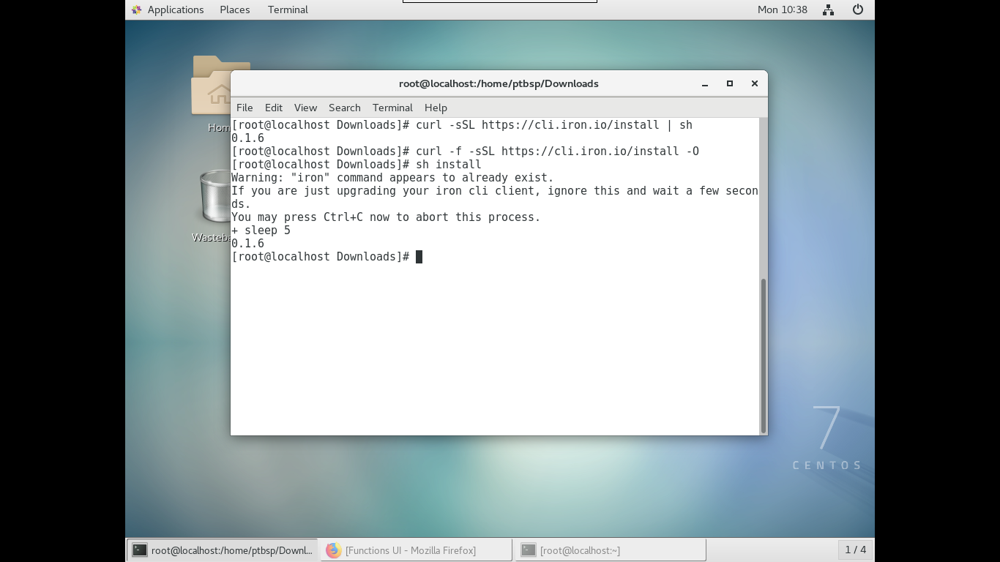 Applications Places Terminal Mon 10:38
root@localhost:/home/ptbsp/Downloads
File Edit View Search Terminal Help
[root@localhost Downloads]# curl -sSL https://cli.iron.io/install | sh
0.1.6
[root@localhost Downloads]# curl -f -sSL https://cli.iron.io/install -O
[root@localhost Downloads]# sh install
Warning: "iron" command appears to already exist.
If you are just upgrading your iron cli client, ignore this and wait a few secon
ds.
You may press Ctrl+C now to abort this process.
+ sleep 5
0.1.6
[root@localhost Downloads]#
7
CENTOS
root@localhost:/home/ptbsp/Downl... [Functions UI - Mozilla Firefox] [root@localhost:~] 1 / 4